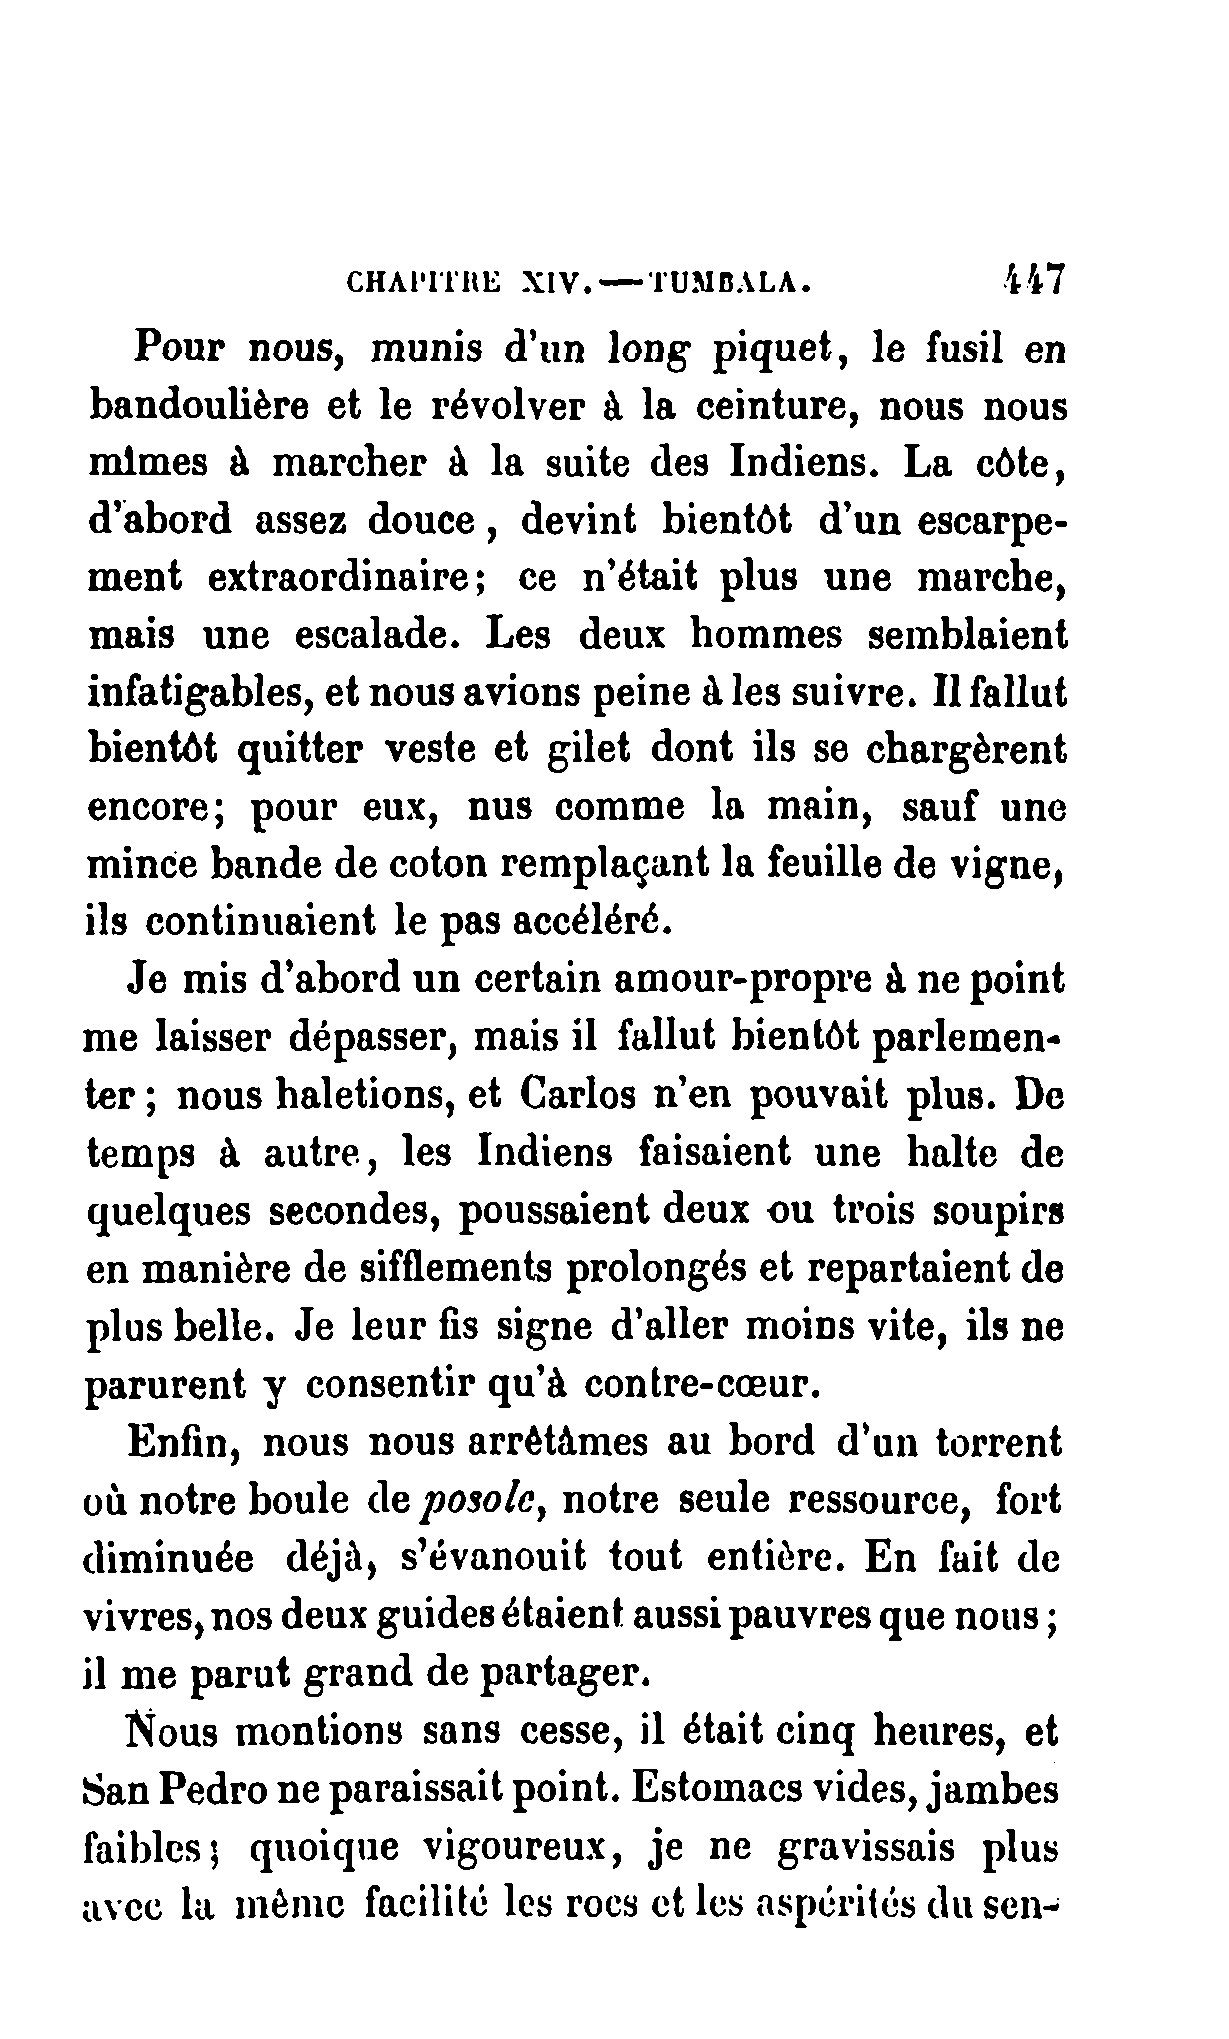 CHAPITRE XIV.—TUMBALA. 447
Pour nous, munis d'un long piquet, le fusil en
bandoulière et le révolver à la ceinture, nous nous
mîmes à marcher à la suite des Indiens. La côte,
d'abord assez douce, devint bientôt d'un escarpe-
ment extraordinaire; ce n'était plus une marche,
mais une escalade. Les deux hommes semblaient
infatigables, et nous avions peine à les suivre. Il fallut
bientôt quitter veste et gilet dont ils se chargèrent
encore; pour eux, nus comme la main, sauf une
mince bande de coton remplaçant la feuille de vigne,
ils continuaient le pas accéléré.
Je mis d'abord un certain amour-propre à ne point
me laisser dépasser, mais il fallut bientôt parlemen-
ter; nous haletions, et Carlos n'en pouvait plus. De
temps à autre, les Indiens faisaient une halte de
quelques secondes, poussaient deux ou trois soupirs
en manière de sifflements prolongés et repartaient de
plus belle. Je leur fis signe d'aller moins vite, ils ne
parurent y consentir qu'à contre-cœur.
Enfin, nous nous arrêtâmes au bord d'un torrent
où notre boule de posole, notre seule ressource, fort
diminuée déjà, s'évanouit tout entière. En fait de
vivres, nos deux guides étaient aussi pauvres que nous;
il me parut grand de partager.
Nous montions sans cesse, il était cinq heures, et
San Pedro ne paraissait point. Estomacs vides, jambes
faibles; quoique vigoureux, je ne gravissais plus
avec la même facilité les rocs et les aspérités du sen-